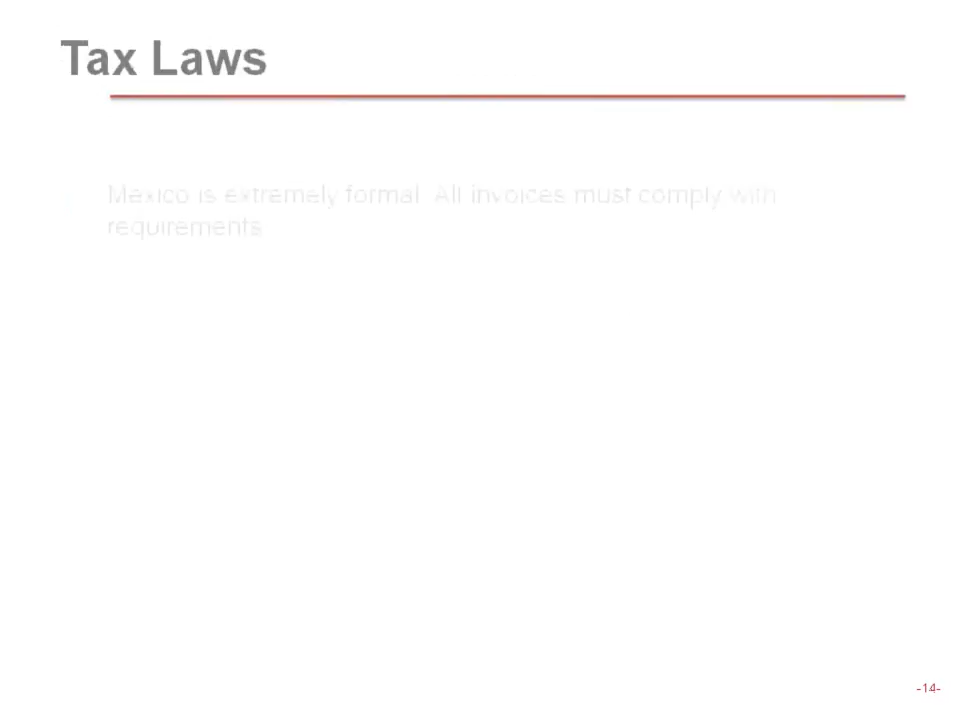 Tax Laws
Mexico is extremely formal. All invoices must comply with
requirements
-14-